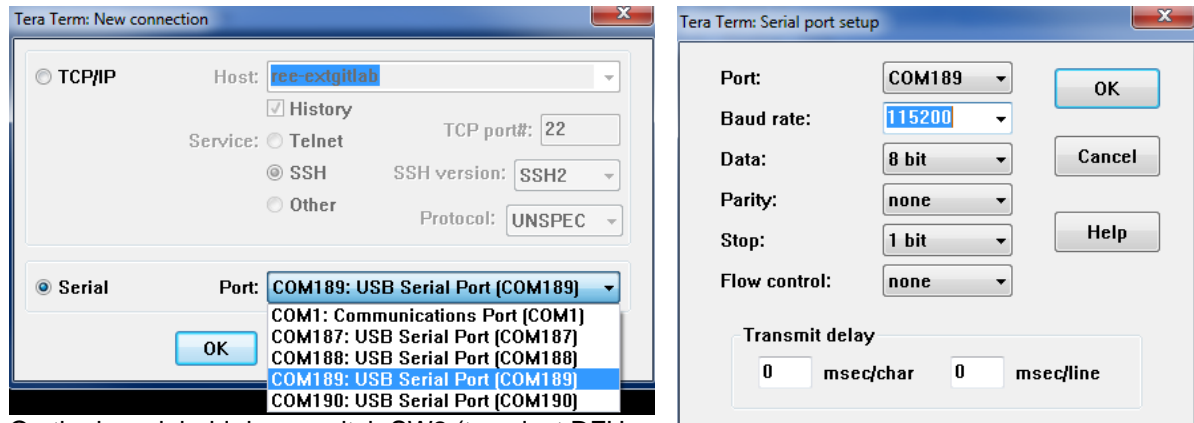 Tera Term: New connection
TCP/IP
Host: ree-extgitlab
History
Service: Telnet
TCP port#: 22
SSH
SSH version: SSH2
Other
Protocol: UNSPEC
Serial
Port: COM189: USB Serial Port (COM189)
COM1: Communications Port (COM1)
COM187: USB Serial Port (COM187)
COM188: USB Serial Port (COM188)
COM189: USB Serial Port (COM189)
COM190: USB Serial Port (COM190)
OK
Tera Term: Serial port setup
Port: COM189
OK
Baud rate: 115200
Data: 8 bit
Cancel
Parity: none
Stop: 1 bit
Help
Flow control: none
Transmit delay
0 msec/char 0 msec/line